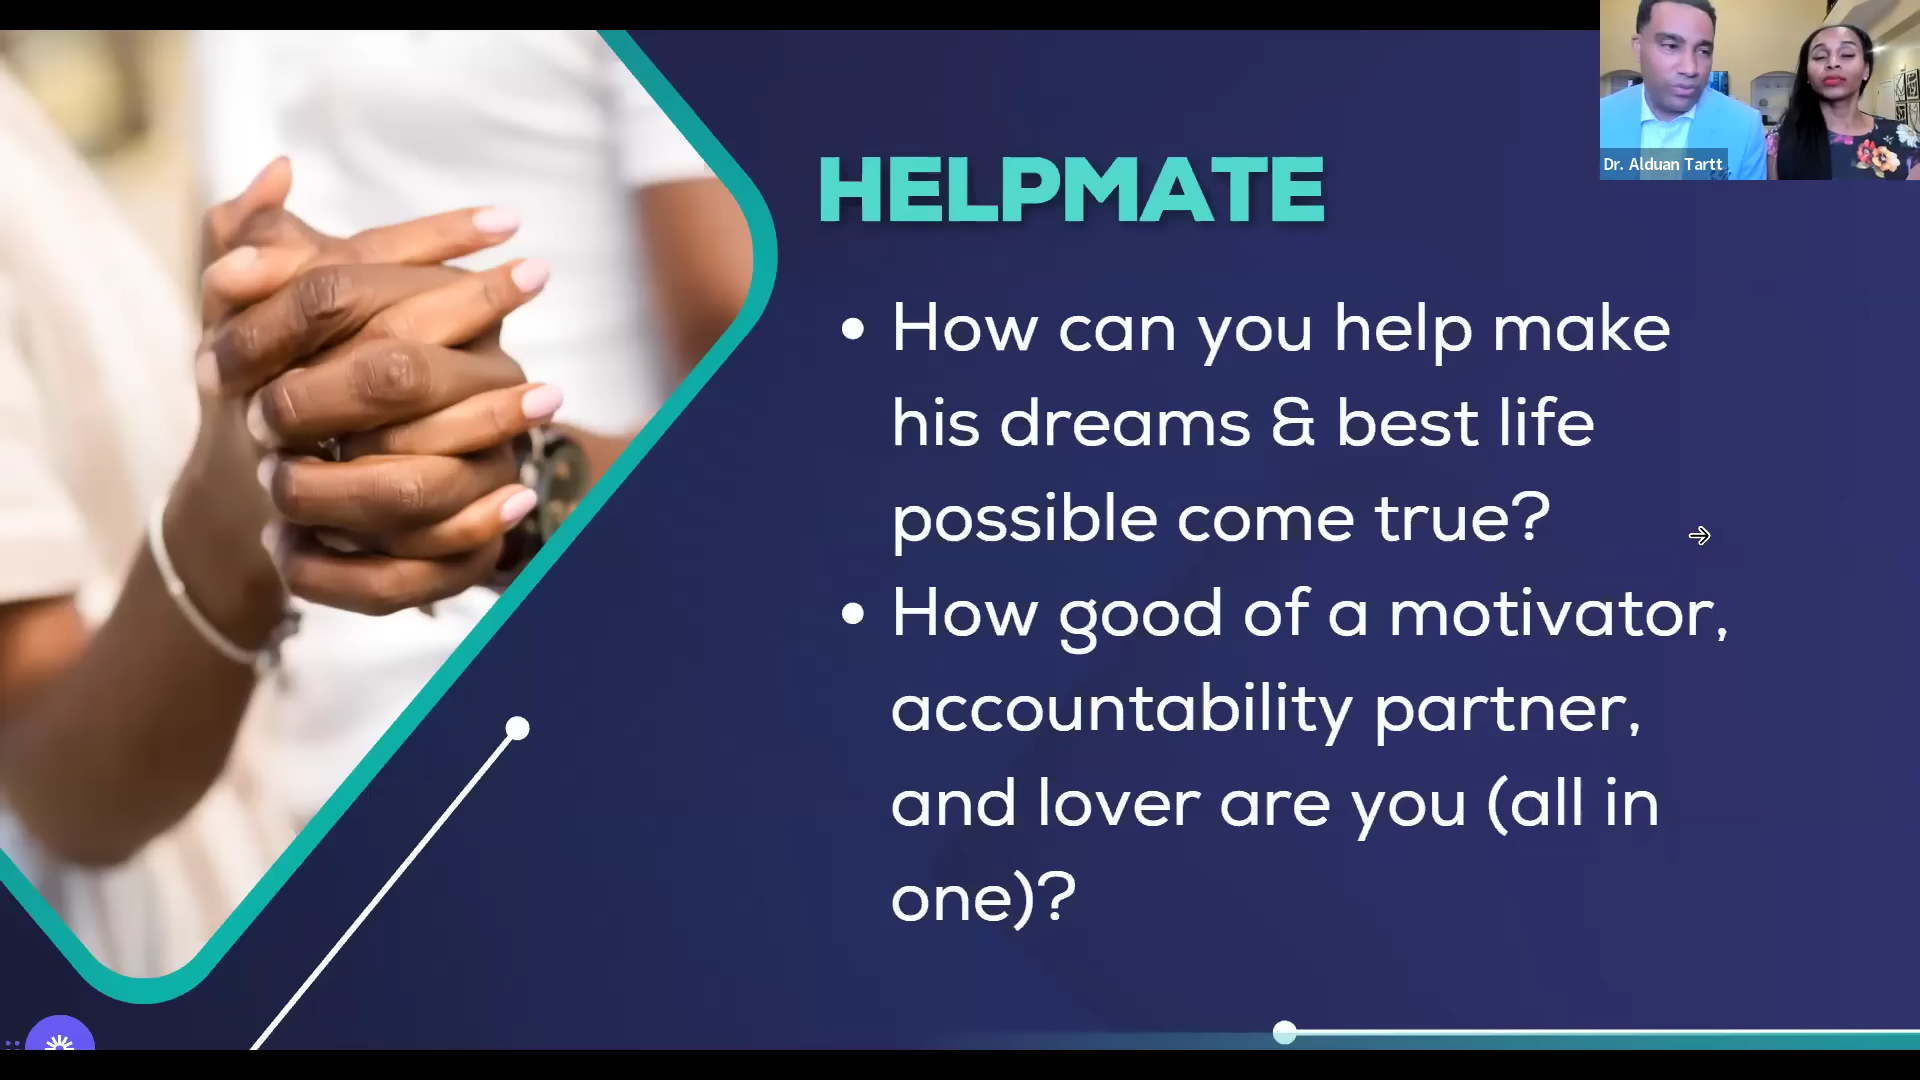 HELPMATE
• How can you help make
his dreams & best life
possible come true?
• How good of a motivator,
accountability partner,
and lover are you (all in
one)?
Dr. Alduan Tartt